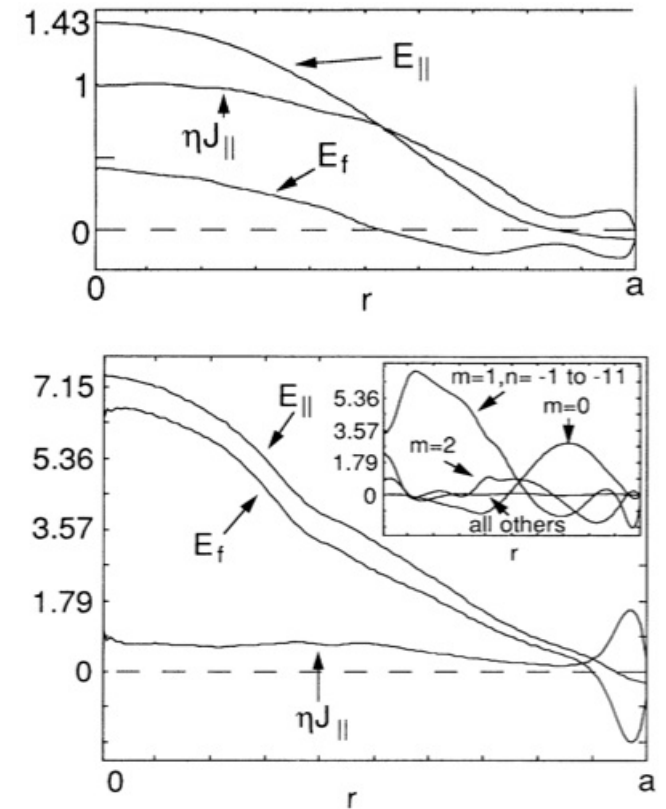 1.43
E||
1
ηJ||
Ef
0
0
r
a
7.15
5.36
3.57
1.79
0
E||
Ef
ηJ||
0
r
a
m=1,n= -1 to -11
5.36
m=0
3.57
m=2
1.79
0
all others
r